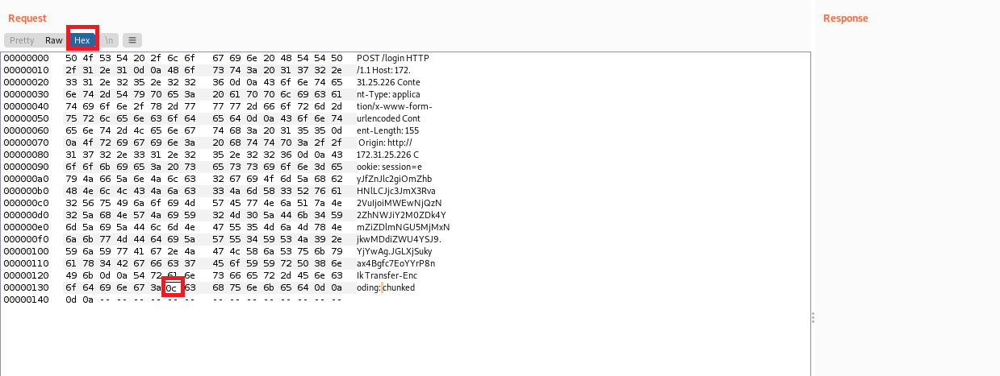 Request
Response
Pretty Raw Hex \n ≡
00000000 50 4f 53 54 20 2f 6c 6f 67 69 6e 20 48 54 54 50 POST /login HTTP
00000010 2f 31 2e 31 0d 0a 48 6f 73 74 3a 20 31 37 32 2e /1.1 Host: 172.
00000020 33 31 2e 32 35 2e 32 32 36 0d 0a 43 6f 6e 74 65 31.25.226 Conte
00000030 6e 74 2d 54 79 70 65 3a 20 61 70 70 6c 69 63 61 nt-Type: applica
00000040 74 69 6f 6e 2f 78 2d 77 77 77 2d 66 6f 72 6d 2d tion/x-www-form-
00000050 75 72 6c 65 6e 63 6f 64 65 64 0d 0a 43 6f 6e 74 urlencoded Cont
00000060 65 6e 74 2d 4c 65 6e 67 74 68 3a 20 31 35 35 0d ent-Length: 155
00000070 0a 4f 72 69 67 69 6e 3a 20 68 74 74 70 3a 2f 2f Origin: http://
00000080 31 37 32 2e 33 31 2e 32 35 2e 32 32 36 0d 0a 43 172.31.25.226 C
00000090 6f 6f 6b 69 65 3a 20 73 65 73 73 69 6f 6e 3d 65 ookie: session=e
000000a0 79 4a 66 5a 6e 4a 6c 63 32 67 69 4f 6d 5a 68 62 yJfZnJlc2giOmZhb
000000b0 48 4e 6c 4c 43 4a 6a 63 33 4a 6d 58 33 52 76 61 HNlLCJjc3JmX3Rva
000000c0 32 56 75 49 6a 6f 69 4d 57 45 77 4e 6a 51 7a 4e 2VuIjoiMWEwNjQzN
000000d0 32 5a 68 4e 57 4a 69 59 32 4d 30 5a 44 6b 34 59 2ZhNWJiY2M0ZDk4Y
000000e0 6d 5a 69 5a 44 6c 6d 4e 47 55 35 4d 6a 4d 78 4e mZiZDlmNGU5MjMxN
000000f0 6a 6b 77 4d 44 64 69 5a 57 55 34 59 53 4a 39 2e jkwMDdiZWU4YSJ9.
00000100 59 6a 59 77 41 67 2e 4a 47 4c 58 6a 53 75 6b 79 YjYwAg.JGLXjSuky
00000110 61 78 34 42 67 66 63 37 45 6f 59 59 72 50 38 6e ax4Bgfc7EoYYrP8n
00000120 49 6b 0d 0a 54 72 61 6e 73 66 65 72 2d 45 6e 63 Ik Transfer-Enc
00000130 6f 64 69 6e 67 3a 0c 63 68 75 6e 6b 65 64 0d 0a oding: chunked
00000140 0d 0a -- -- -- -- -- -- -- -- -- -- -- -- -- --